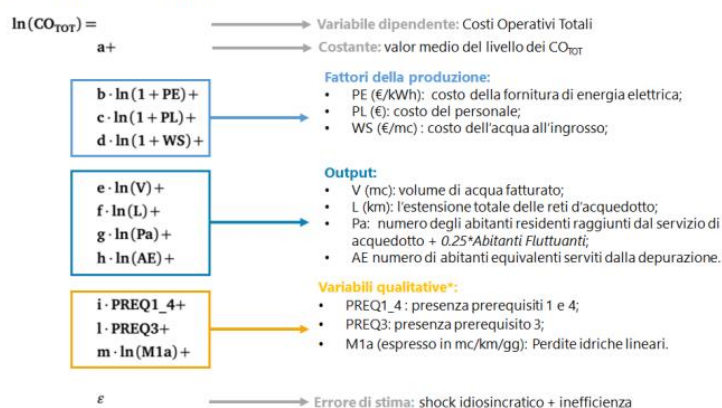 ln(CO_TOT) =
Variabile dipendente: Costi Operativi Totali
a+
Costante: valor medio del livello dei CO_TOT
Fattori della produzione:
b · ln(1 + PE) +
• PE (€/kWh): costo della fornitura di energia elettrica;
c · ln(1 + PL) +
• PL (€): costo del personale;
d · ln(1 + WS) +
• WS (€/mc) : costo dell'acqua all'ingrosso;
Output:
e · ln(V) +
• V (mc): volume di acqua fatturato;
f · ln(L) +
• L (km): l'estensione totale delle reti d'acquedotto;
g · ln(Pa) +
• Pa: numero degli abitanti residenti raggiunti dal servizio di
acquedotto + 0.25*Abitanti Fluttuanti;
h · ln(AE) +
• AE numero di abitanti equivalenti serviti dalla depurazione.
Variabili qualitative*:
i · PREQ1_4+
• PREQ1_4 : presenza prerequisiti 1 e 4;
l · PREQ3+
• PREQ3: presenza prerequisito 3;
m · ln(M1a) +
• M1a (espresso in mc/km/gg): Perdite idriche lineari.
ε
Errore di stima: shock idiosincratico + inefficienza